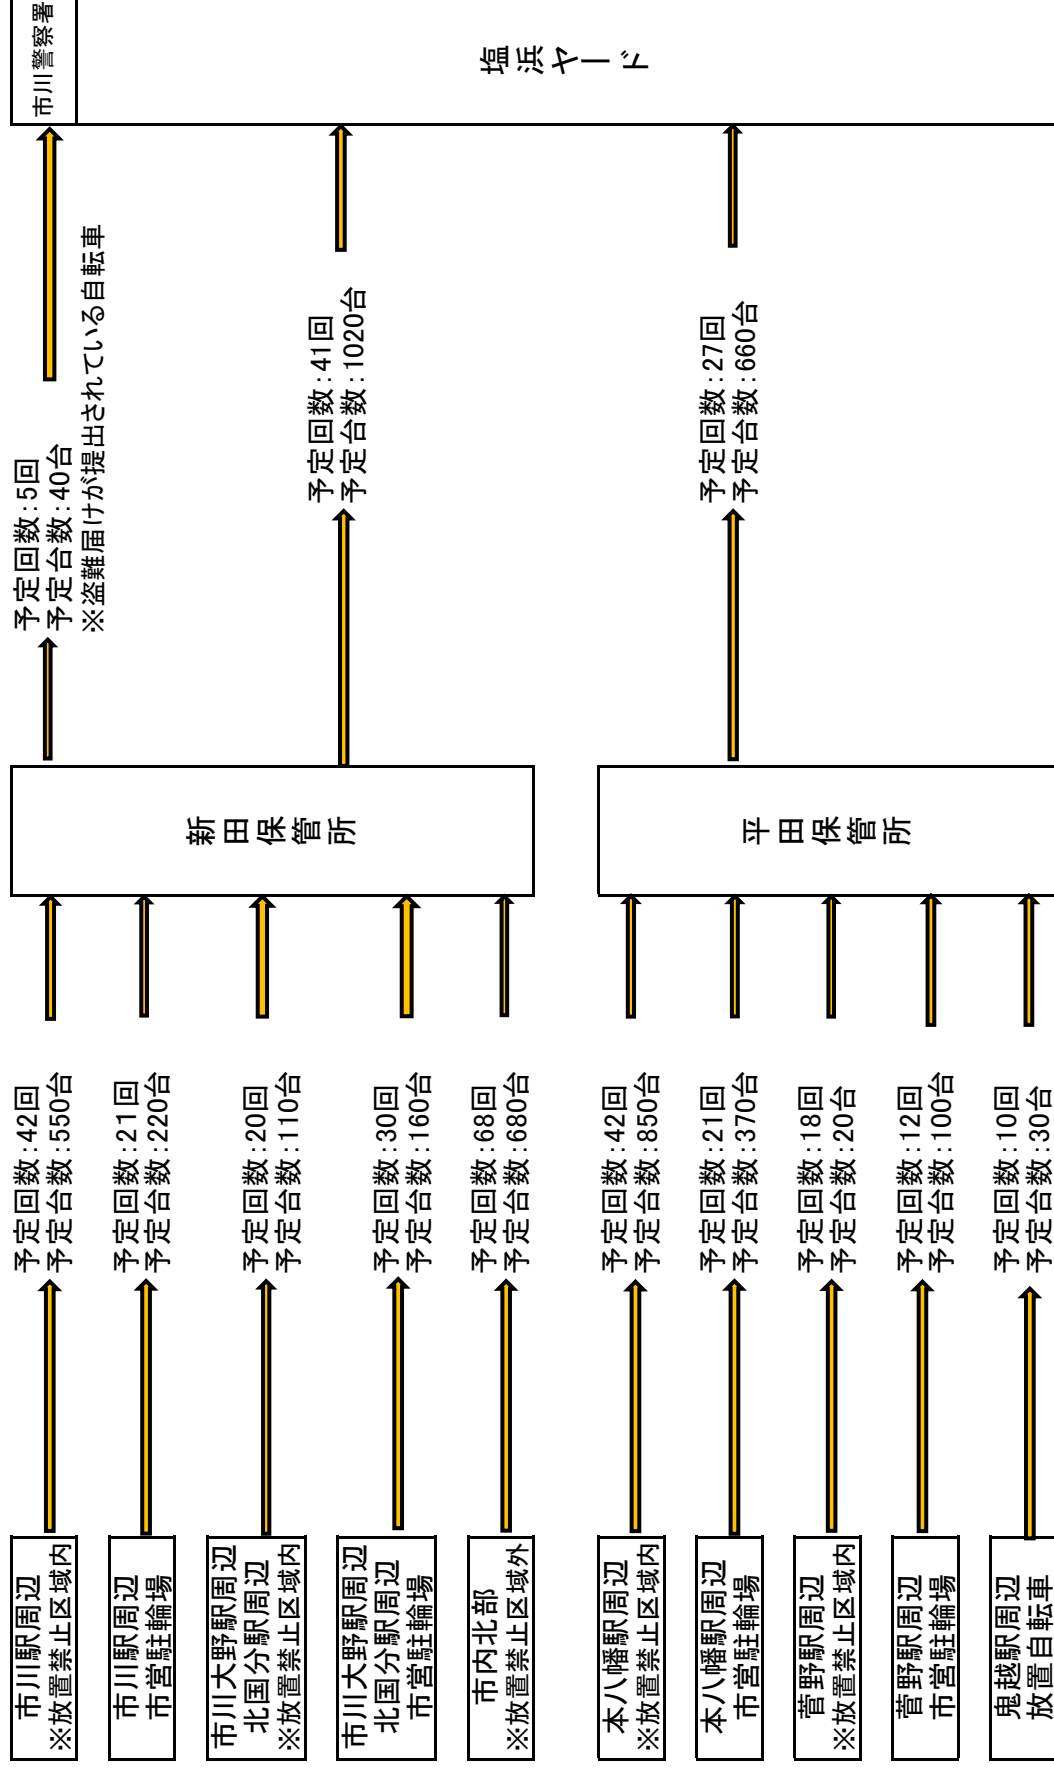 市川駅周辺
※放置禁止区域内
予定回数:42回
予定台数:550台
市川駅周辺
市営駐輪場
予定回数:21回
予定台数:220台
市川大野駅周辺
北国分駅周辺
※放置禁止区域内
予定回数:20回
予定台数:110台
市川大野駅周辺
北国分駅周辺
市営駐輪場
予定回数:30回
予定台数:160台
市内北部
※放置禁止区域外
予定回数:68回
予定台数:680台
新田保管所
予定回数:5回
予定台数:40台
※盗難届けが提出されている自転車
市川警察署
予定回数:41回
予定台数:1020台
塩浜ヤード
本八幡駅周辺
※放置禁止区域内
予定回数:42回
予定台数:850台
本八幡駅周辺
市営駐輪場
予定回数:21回
予定台数:370台
菅野駅周辺
※放置禁止区域内
予定回数:18回
予定台数:20台
菅野駅周辺
市営駐輪場
予定回数:12回
予定台数:100台
鬼越駅周辺
放置自転車
予定回数:10回
予定台数:30台
平田保管所
予定回数:27回
予定台数:660台